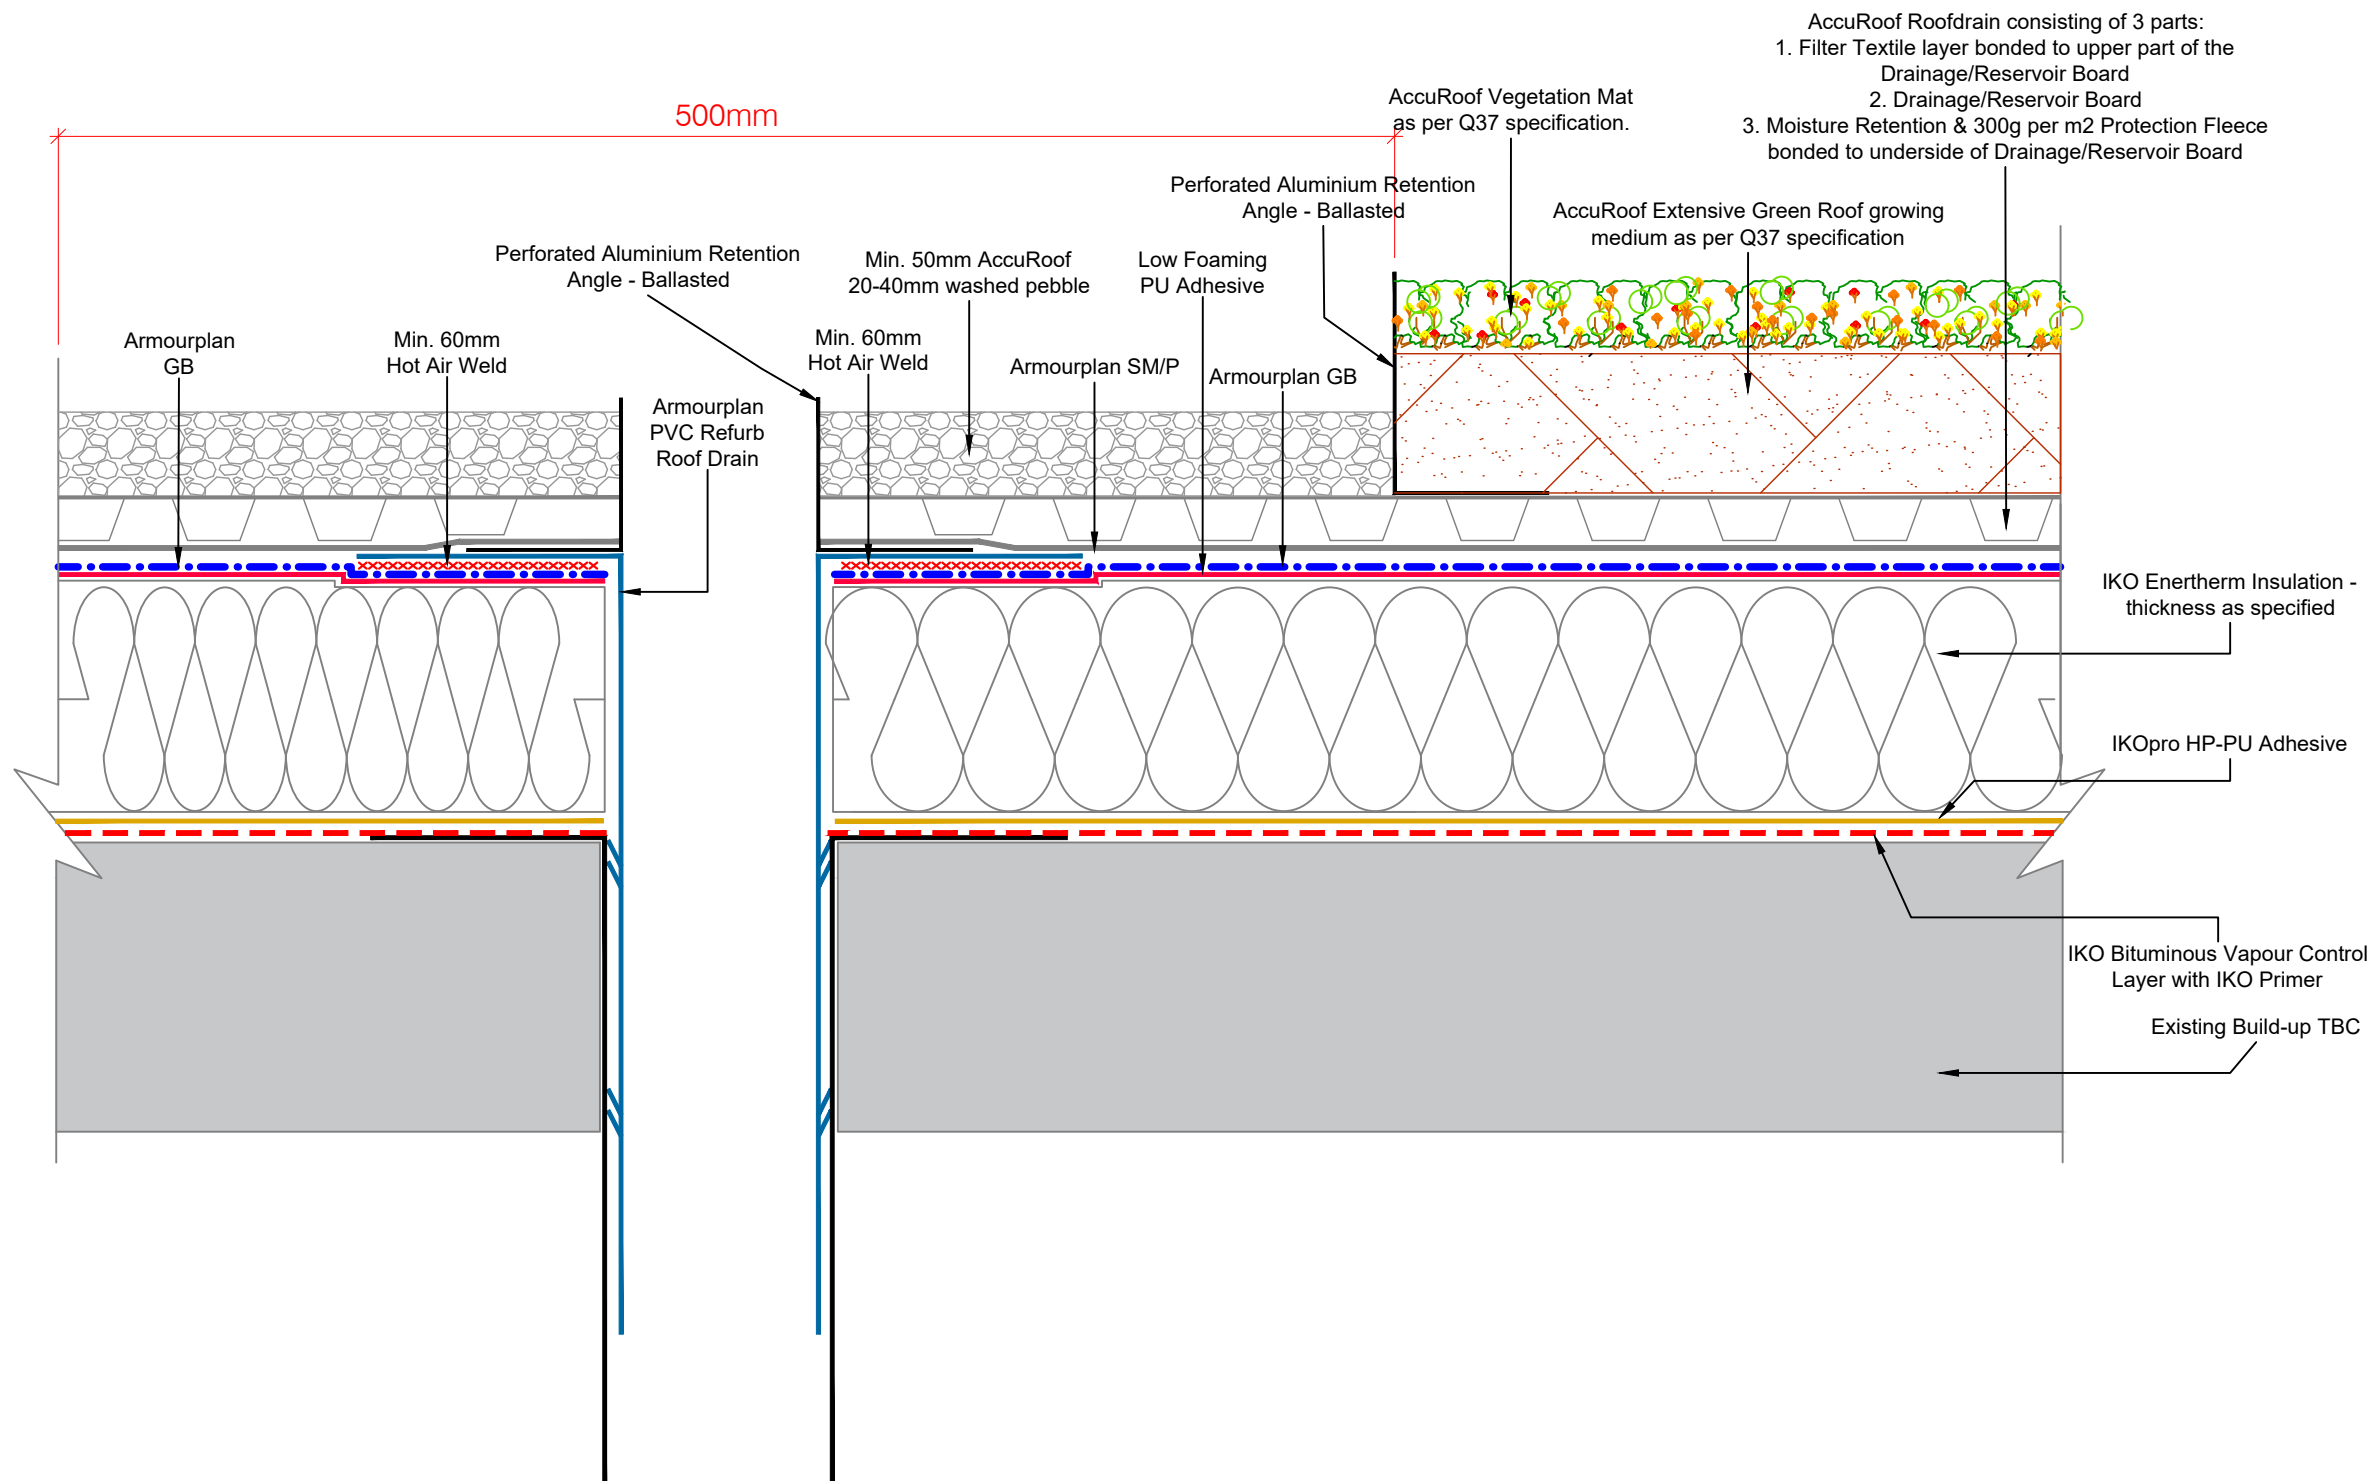 AccuRoof Roofdrain consisting of 3 parts:
1. Filter Textile layer bonded to upper part of the
Drainage/Reservoir Board
2. Drainage/Reservoir Board
3. Moisture Retention & 300g per m2 Protection Fleece
bonded to underside of Drainage/Reservoir Board
500mm
AccuRoof Vegetation Mat
as per Q37 specification.
Perforated Aluminium Retention
Angle - Ballasted
AccuRoof Extensive Green Roof growing
medium as per Q37 specification
Perforated Aluminium Retention
Angle - Ballasted
Min. 50mm AccuRoof
20-40mm washed pebble
Low Foaming
PU Adhesive
Armourplan
GB
Min. 60mm
Hot Air Weld
Min. 60mm
Hot Air Weld
Armourplan SM/P
Armourplan GB
Armourplan
PVC Refurb
Roof Drain
IKO Enertherm Insulation -
thickness as specified
IKOpro HP-PU Adhesive
IKO Bituminous Vapour Control
Layer with IKO Primer
Existing Build-up TBC